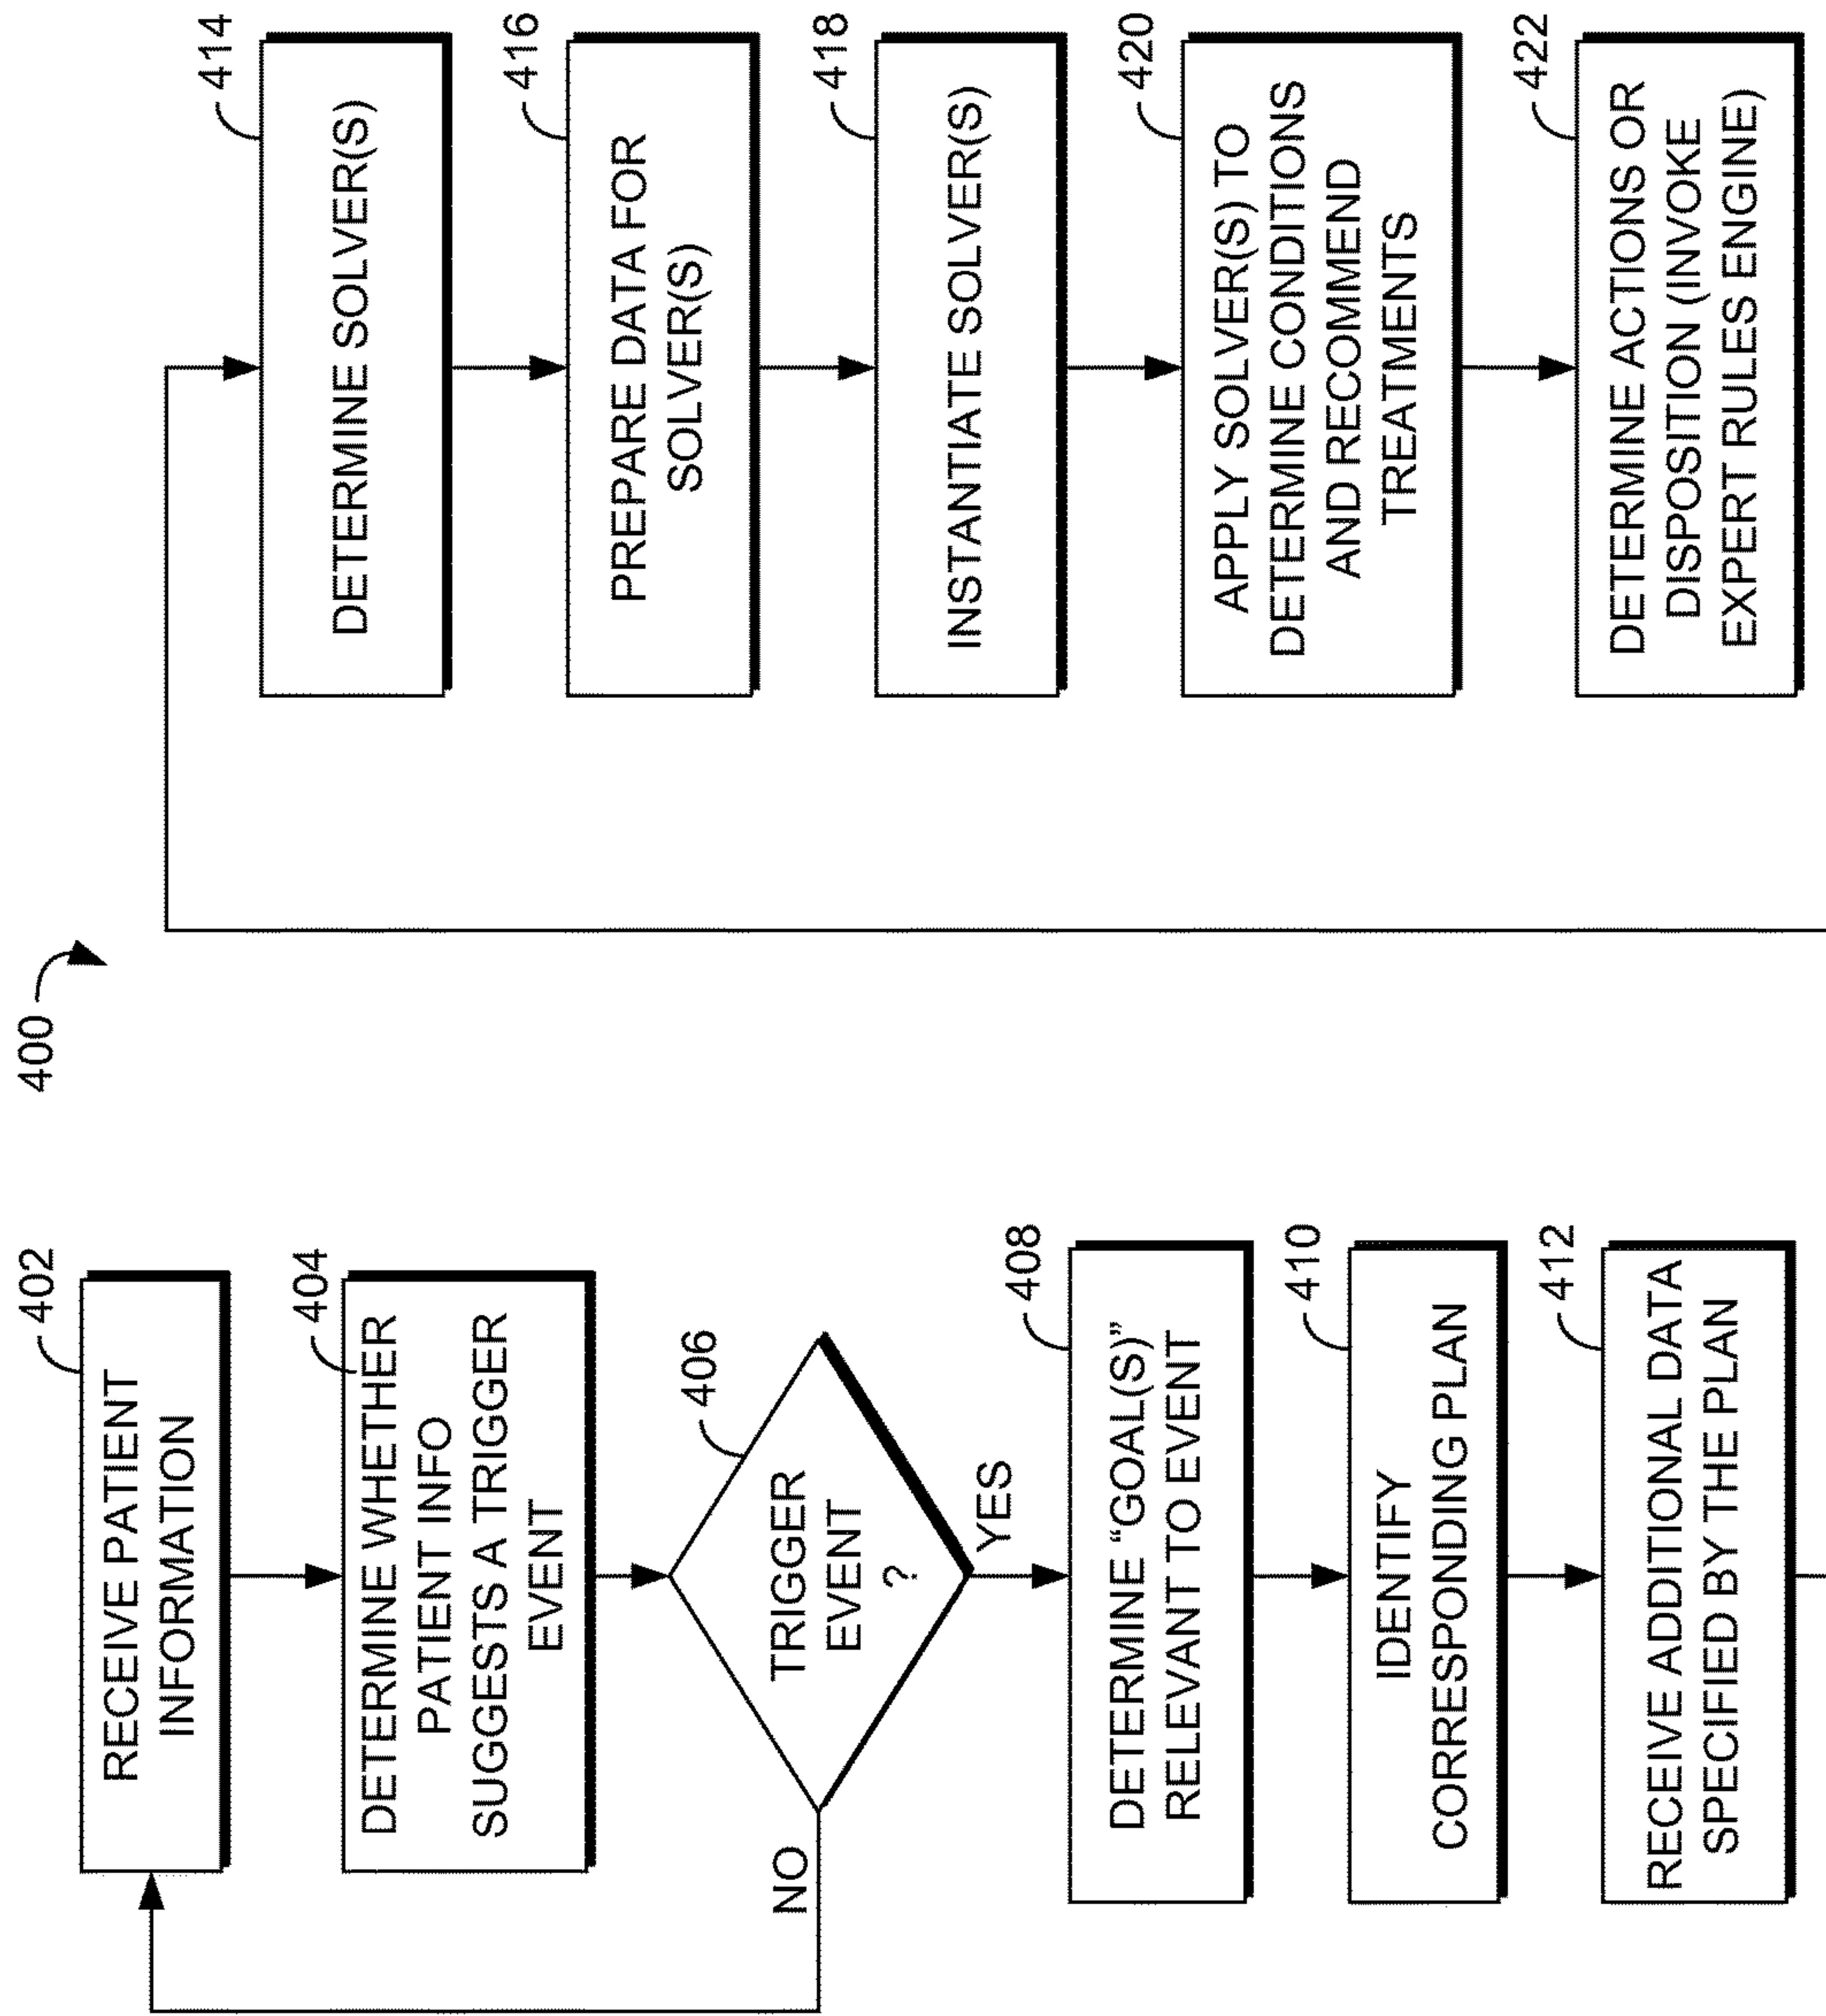 400
402
RECEIVE PATIENT
INFORMATION
404
DETERMINE WHETHER
PATIENT INFO
SUGGESTS A TRIGGER
EVENT
406
TRIGGER
EVENT
?
NO
YES
408
DETERMINE “GOAL(S)”
RELEVANT TO EVENT
410
IDENTIFY
CORRESPONDING PLAN
412
RECEIVE ADDITIONAL DATA
SPECIFIED BY THE PLAN
414
DETERMINE SOLVER(S)
416
PREPARE DATA FOR
SOLVER(S)
418
INSTANTIATE SOLVER(S)
420
APPLY SOLVER(S) TO
DETERMINE CONDITIONS
AND RECOMMEND
TREATMENTS
422
DETERMINE ACTIONS OR
DISPOSITION (INVOKE
EXPERT RULES ENGINE)